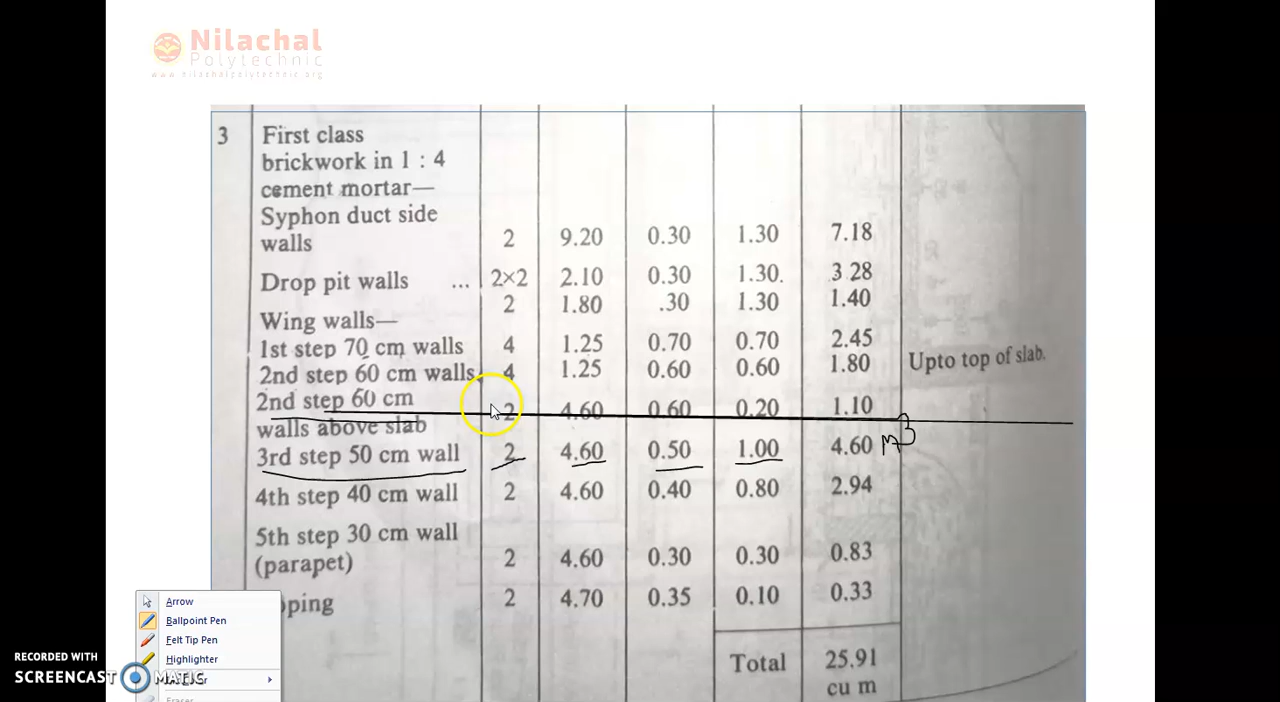 Nilachal
Polytechnic
www.nilachalpolytechnic.org
3 First class
brickwork in 1 : 4
cement mortar—
Syphon duct side
walls 2 9.20 0.30 1.30 7.18
Drop pit walls ... 2×2 2.10 0.30 1.30. 3 28
2 1.80 .30 1.30 1.40
Wing walls—
1st step 70 cm walls 4 1.25 0.70 0.70 2.45
2nd step 60 cm walls 4 1.25 0.60 0.60 1.80 Upto top of slab.
2nd step 60 cm 2 4.60 0.60 0.20 1.10
walls above slab
3rd step 50 cm wall 2 4.60 0.50 1.00 4.60 M3
4th step 40 cm wall 2 4.60 0.40 0.80 2.94
5th step 30 cm wall
(parapet) 2 4.60 0.30 0.30 0.83
2 4.70 0.35 0.10 0.33
Total 25.91
cu m
Arrow
Ballpoint Pen
Felt Tip Pen
Highlighter
RECORDED WITH
SCREENCAST MATIC